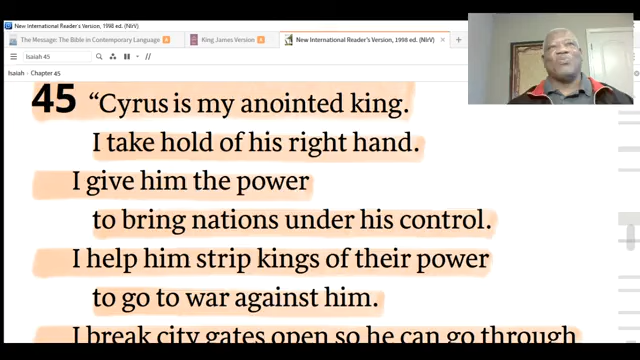 New International Reader's Version, 1998 ed. (NirV)
The Message: The Bible in Contemporary Language
King James Version
New International Reader's Version, 1998 ed. (NirV)
Isaiah 45
Isaiah › Chapter 45
45 “Cyrus is my anointed king.
I take hold of his right hand.
I give him the power
to bring nations under his control.
I help him strip kings of their power
to go to war against him.
I break city gates open so he can go through